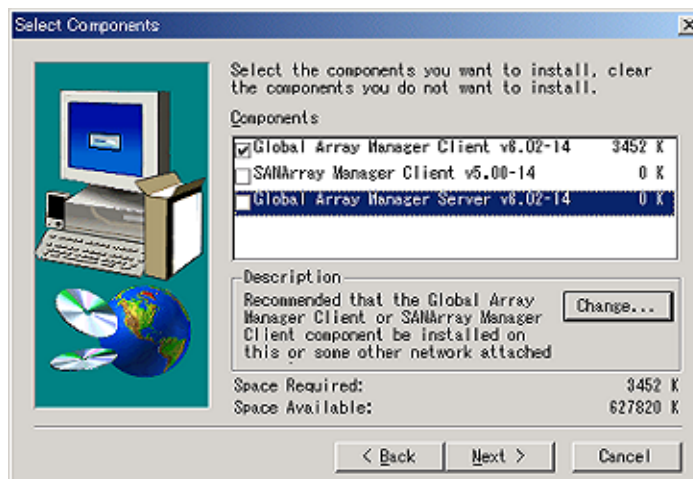 Select Components
Select the components you want to install, clear
the components you do not want to install.
Components
Global Array Manager Client v6.02-14 3452 K
SANArray Manager Client v5.00-14 0 K
Global Array Manager Server v6.02-14 0 K
Description
Recommended that the Global Array
Manager Client or SANArray Manager
Client component be installed on
this or some other network attached
Change...
Space Required: 3452 K
Space Available: 627820 K
< Back Next > Cancel